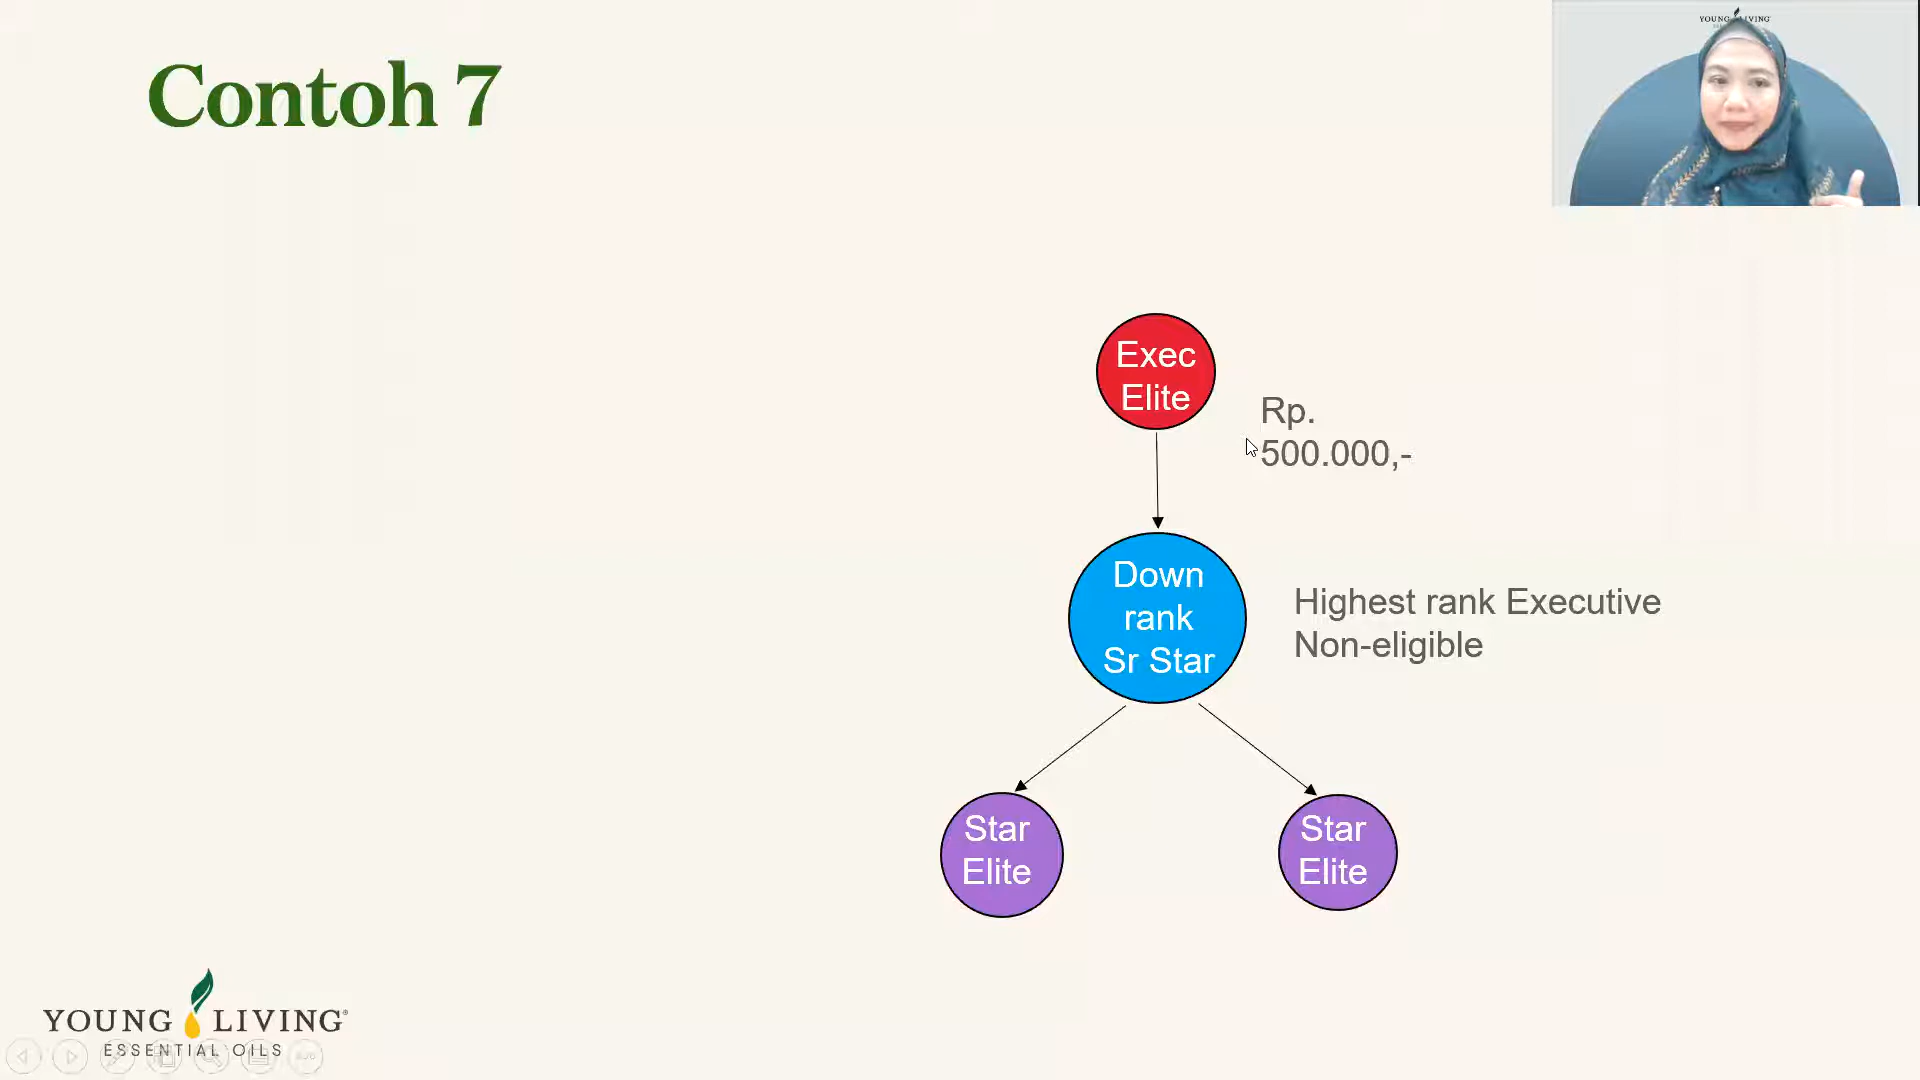 Contoh 7
YOUNG LIVING
Exec
Elite
Rp.
500.000,-
Down
rank
Sr Star
Highest rank Executive
Non-eligible
Star
Elite
Star
Elite
YOUNG LIVING®
ESSENTIAL OILS